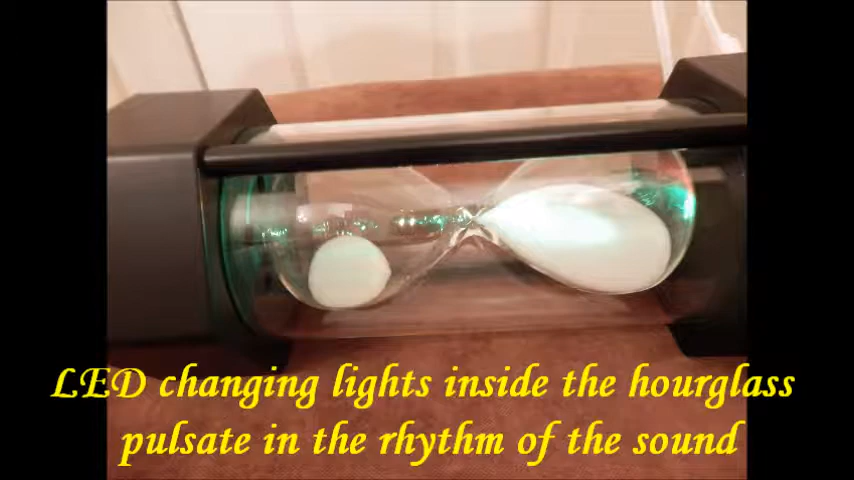 LED changing lights inside the hourglass
pulsate in the rhythm of the sound